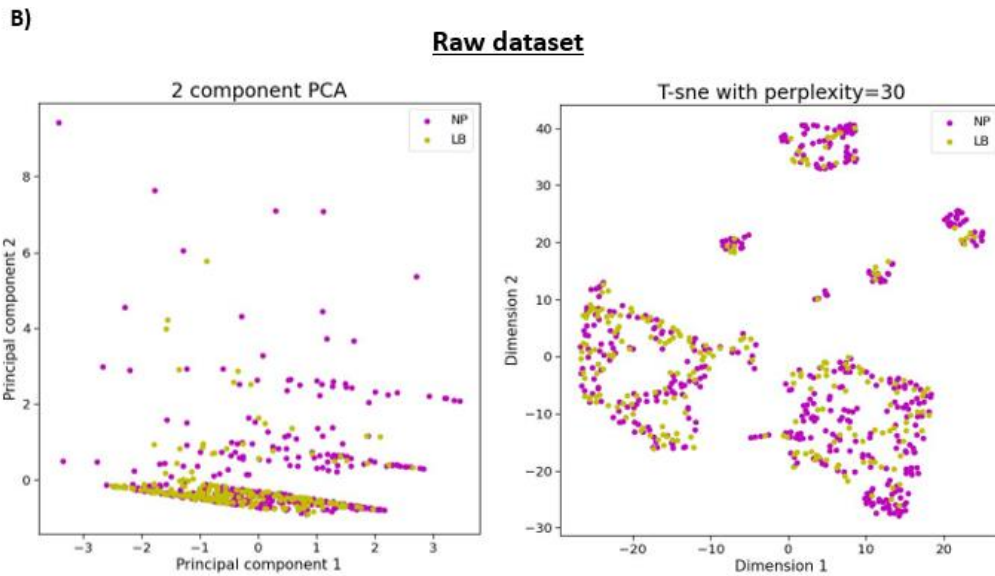 B)
Raw dataset
2 component PCA
NP
LB
8
6
4
2
0
−3 −2 −1 0 1 2 3
Principal component 2
Principal component 1
T-sne with perplexity=30
NP
LB
40
30
20
10
0
−10
−20
−30
−20 −10 0 10 20
Dimension 2
Dimension 1